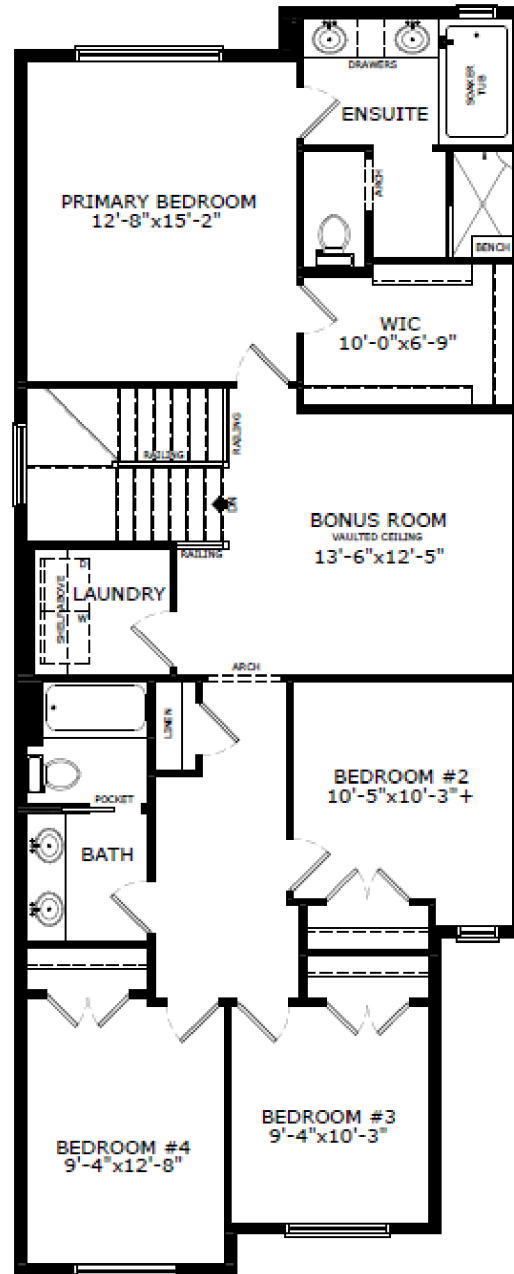 DRAWERS
SOAKER
TUB
ENSUITE
PRIMARY BEDROOM
12'-8"x15'-2"
ARCH
BENCH
WIC
10'-0"x6'-9"
RAILING
RAILING
DN
BONUS ROOM
VAULTED CEILING
13'-6"x12'-5"
RAILING
LAUNDRY
D
W
SHELF ABOVE
ARCH
LINEN
BEDROOM #2
10'-5"x10'-3"+
POCKET
BATH
BEDROOM #3
9'-4"x10'-3"
BEDROOM #4
9'-4"x12'-8"